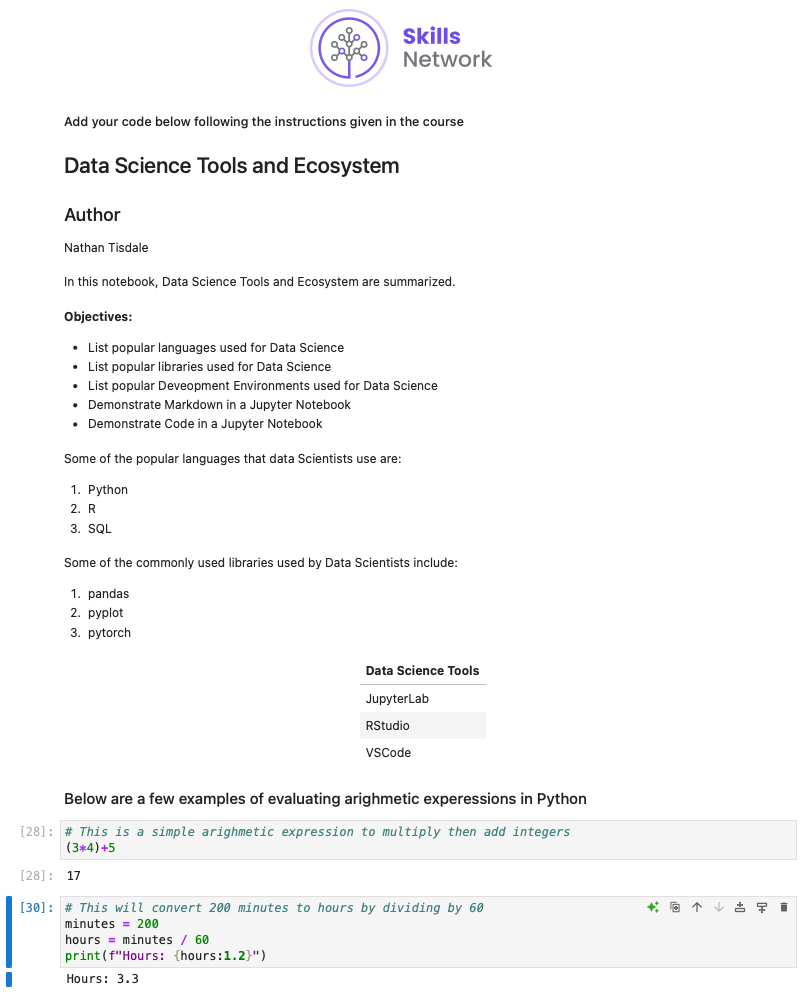 Skills
Network
Add your code below following the instructions given in the course
Data Science Tools and Ecosystem
Author
Nathan Tisdale
In this notebook, Data Science Tools and Ecosystem are summarized.
Objectives:
• List popular languages used for Data Science
• List popular libraries used for Data Science
• List popular Deveopment Environments used for Data Science
• Demonstrate Markdown in a Jupyter Notebook
• Demonstrate Code in a Jupyter Notebook
Some of the popular languages that data Scientists use are:
1. Python
2. R
3. SQL
Some of the commonly used libraries used by Data Scientists include:
1. pandas
2. pyplot
3. pytorch
Data Science Tools
JupyterLab
RStudio
VSCode
Below are a few examples of evaluating arighmetic experessions in Python
[28]: # This is a simple arighmetic expression to multiply then add integers
(3*4)+5
[28]: 17
[30]: # This will convert 200 minutes to hours by dividing by 60
minutes = 200
hours = minutes / 60
print(f"Hours: {hours:1.2}")
Hours: 3.3